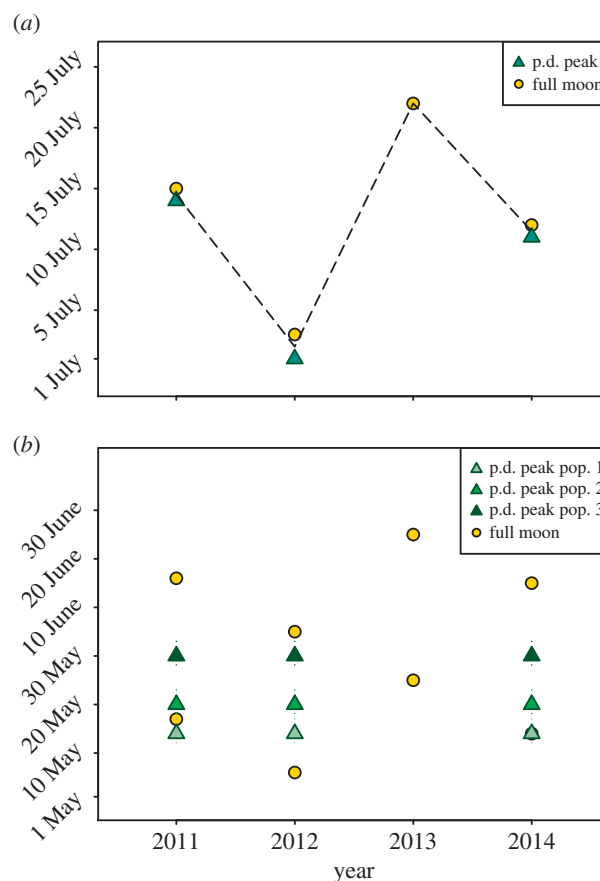 (a)
25 July
20 July
15 July
10 July
5 July
1 July
p.d. peak
full moon
(b)
30 June
20 June
10 June
30 May
20 May
10 May
1 May
p.d. peak pop. 1
p.d. peak pop. 2
p.d. peak pop. 3
full moon
2011 2012 2013 2014
year